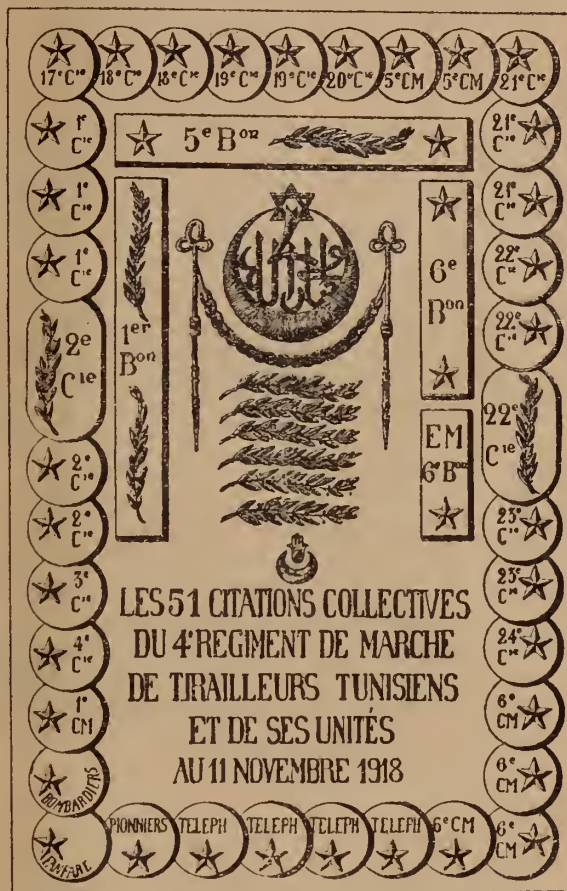 17e Cie 18e Cie 18e Cie 19e Cie 19e Cie 20e Cie 5e CM 5e CM 21e Cie
1e
Cie
1e
Cie
1e
Cie
2e
Cie
2e
Cie
2e
Cie
3e
Cie
4e
Cie
1e
CM
BOMBARDIERS
FANFARE
5e Bon
1er
Bon
6e
Bon
EM
6e Bon
LES 51 CITATIONS COLLECTIVES
DU 4e REGIMENT DE MARCHE
DE TIRAILLEURS TUNISIENS
ET DE SES UNITÉS
AU 11 NOVEMBRE 1918
21e
Cie
21e
Cie
22e
Cie
22e
Cie
22e
Cie
23e
Cie
23e
Cie
24e
Cie
6e
CM
6e
CM
6e
CM
PIONNIERS TELEPH TELEPH TELEPH TELEPH 6e CM